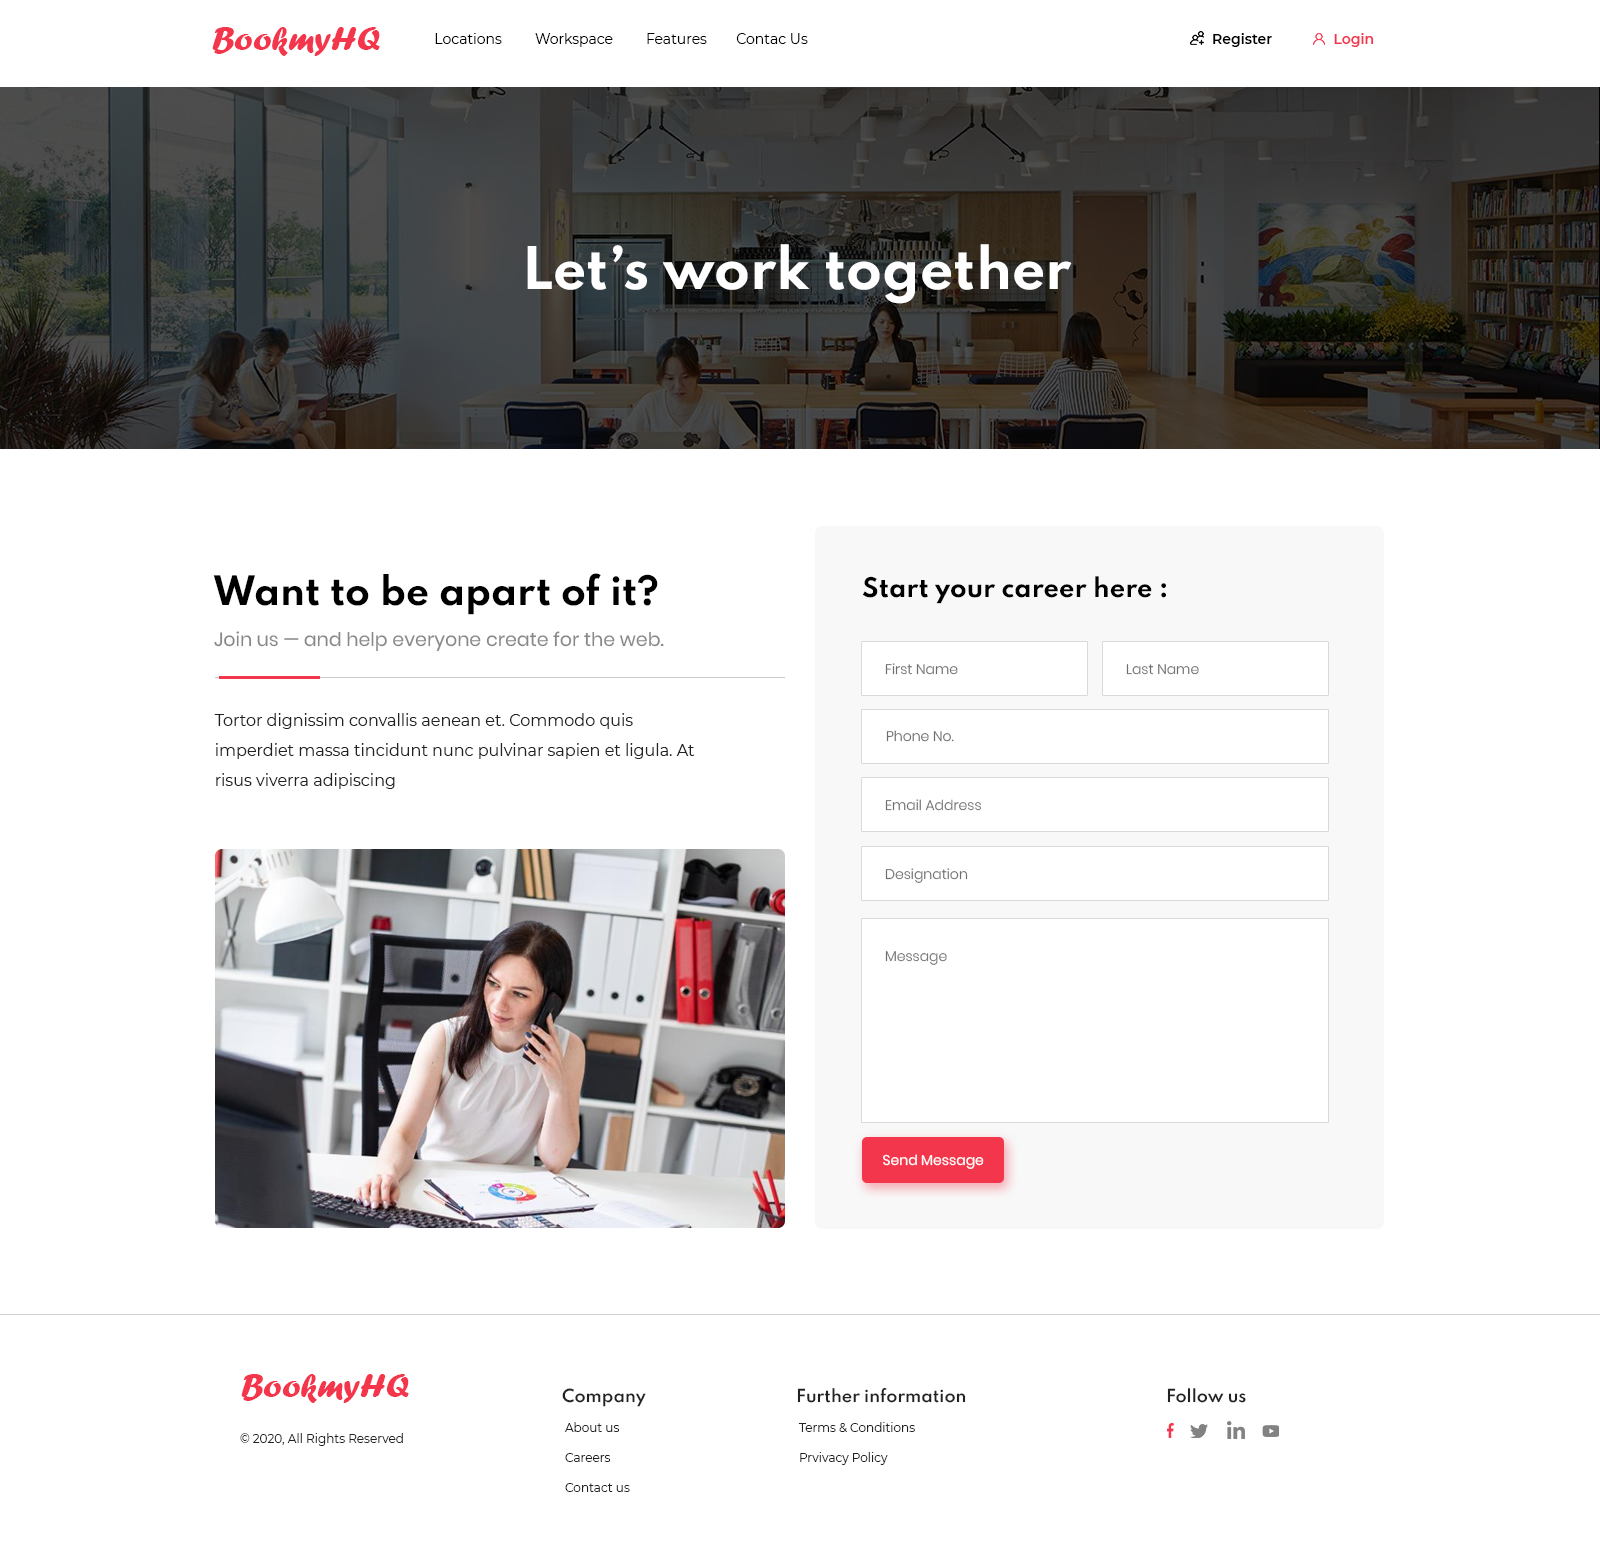 BookmyHQ Locations Workspace Features Contac Us Register Login
Let’s work together
Want to be apart of it?
Join us — and help everyone create for the web.
Tortor dignissim convallis aenean et. Commodo quis
imperdiet massa tincidunt nunc pulvinar sapien et ligula. At
risus viverra adipiscing
Start your career here :
First Name Last Name
Phone No.
Email Address
Designation
Message
Send Message
BookmyHQ
© 2020, All Rights Reserved
Company
About us
Careers
Contact us
Further information
Terms & Conditions
Prvivacy Policy
Follow us